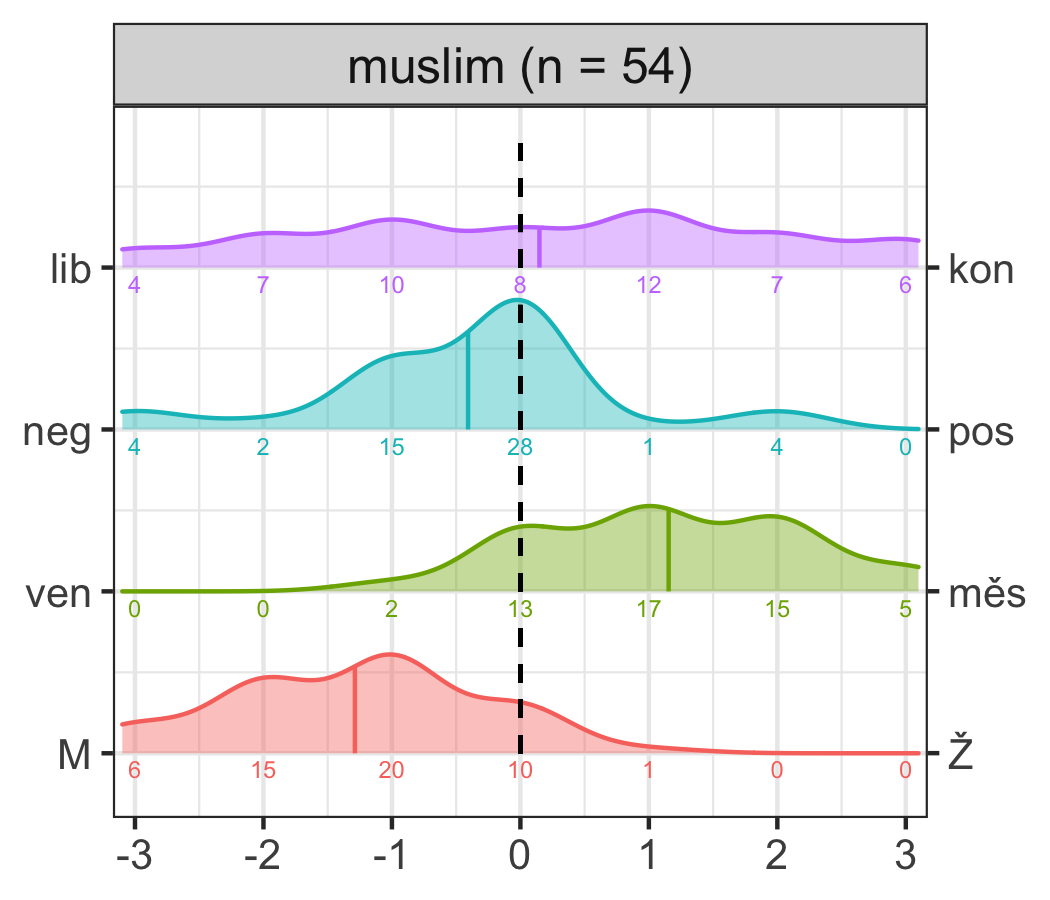 muslim (n = 54)
lib kon
4 7 10 8 12 7 6
neg pos
4 2 15 28 1 4 0
ven měs
0 0 2 13 17 15 5
M Ž
6 15 20 10 1 0 0
-3 -2 -1 0 1 2 3